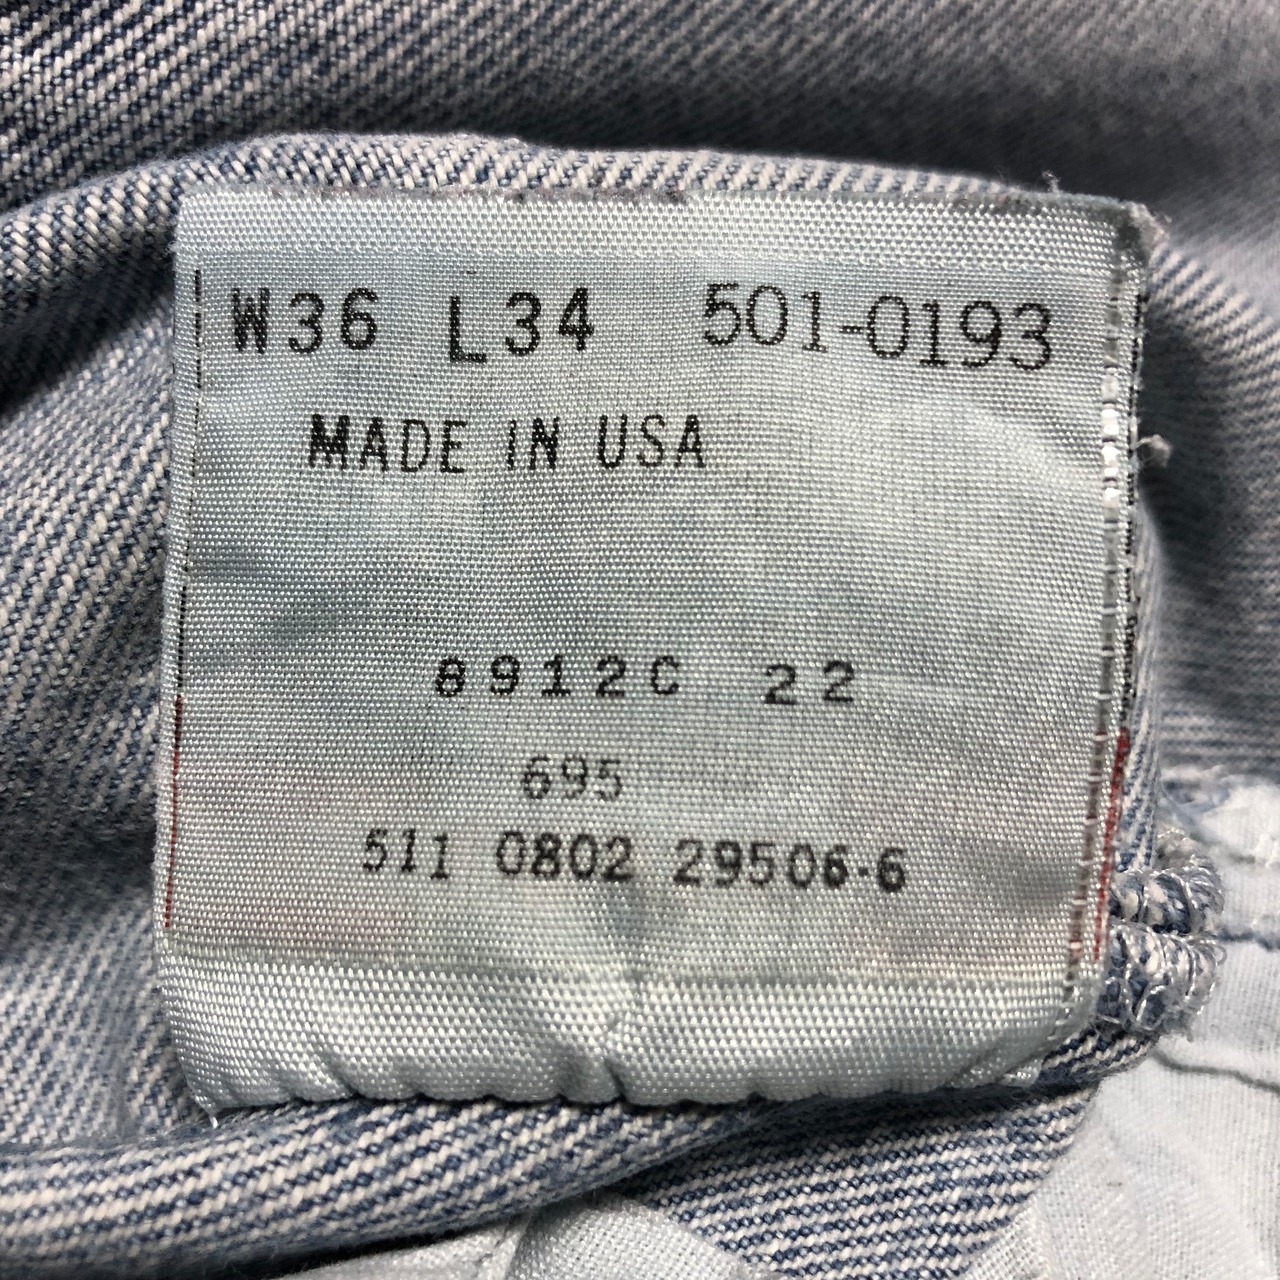 W36 L34 501-0193
MADE IN USA
8912C 22
695
511 0802 29506-6